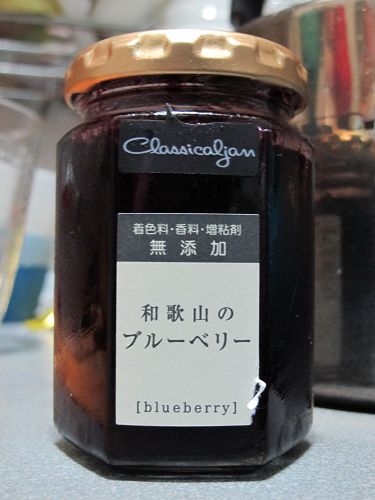 Classicaljan
着色料・香料・増粘剤
無添加
和歌山の
ブルーベリー
[blueberry]